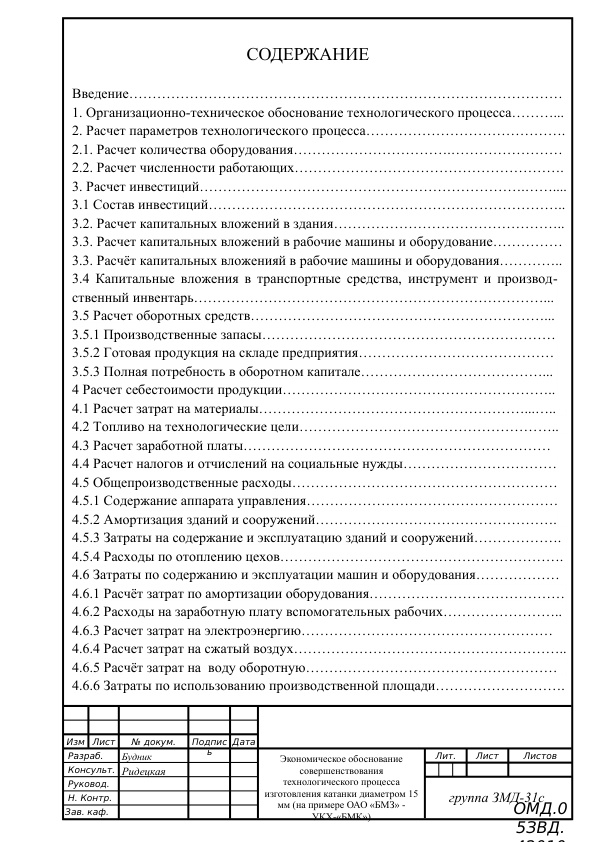 СОДЕРЖАНИЕ
Введение……………………………………………………………………………
1. Организационно-техническое обоснование технологического процесса………...
2. Расчет параметров технологического процесса…………………………………….
2.1. Расчет количества оборудования…………………………….…………………
2.2. Расчет численности работающих………………………………………………….
3. Расчет инвестиций…………………………………………………………….……....
3.1 Состав инвестиций…………………………………………………………………..
3.2. Расчет капитальных вложений в здания…………………………………………..
3.3. Расчет капитальных вложений в рабочие машины и оборудование……………
3.3. Расчёт капитальных вложенияй в рабочие машины и оборудования…………..
3.4 Капитальные вложения в транспортные средства, инструмент и производ-
ственный инвентарь…………………………………………………………………...
3.5 Расчет оборотных средств………………………………………………………...
3.5.1 Производственные запасы………………………………………………………
3.5.2 Готовая продукция на складе предприятия……………………………………
3.5.3 Полная потребность в оборотном капитале…………………………………...
4 Расчет себестоимости продукции…………………………………………………..
4.1 Расчет затрат на материалы…………………………………………………...…..
4.2 Топливо на технологические цели………………………………………………..
4.3 Расчет заработной платы…………………………………………………………
4.4 Расчет налогов и отчислений на социальные нужды……………………………
4.5 Общепроизводственные расходы…………………………………………………
4.5.1 Содержание аппарата управления………………………………………………
4.5.2 Амортизация зданий и сооружений…………………………………………….
4.5.3 Затраты на содержание и эксплуатацию зданий и сооружений……………….
4.5.4 Расходы по отоплению цехов…………………………………………………….
4.6 Затраты по содержанию и эксплуатации машин и оборудования………………
4.6.1 Расчёт затрат по амортизации оборудования……………………………………
4.6.2 Расходы на заработную плату вспомогательных рабочих……………………..
4.6.3 Расчет затрат на электроэнергию………………………………………………
4.6.4 Расчет затрат на сжатый воздух…………………………………………………..
4.6.5 Расчёт затрат на воду оборотную………………………………………………
4.6.6 Затраты по использованию производственной площади……………………….
Изм Лист № докум. Подпис
ь Дата
Разраб. Будник
Консульт. Ридецкая
Руковод.
Н. Контр.
Зав. каф.
Экономическое обоснование
совершенствования
технологического процесса
изготовления катанки диаметром 15
мм (на примере ОАО «БМЗ» -
УКХ-«БМК»)
Лит. Лист Листов
группа ЗМД-31с
ОМД.0
53ВД.